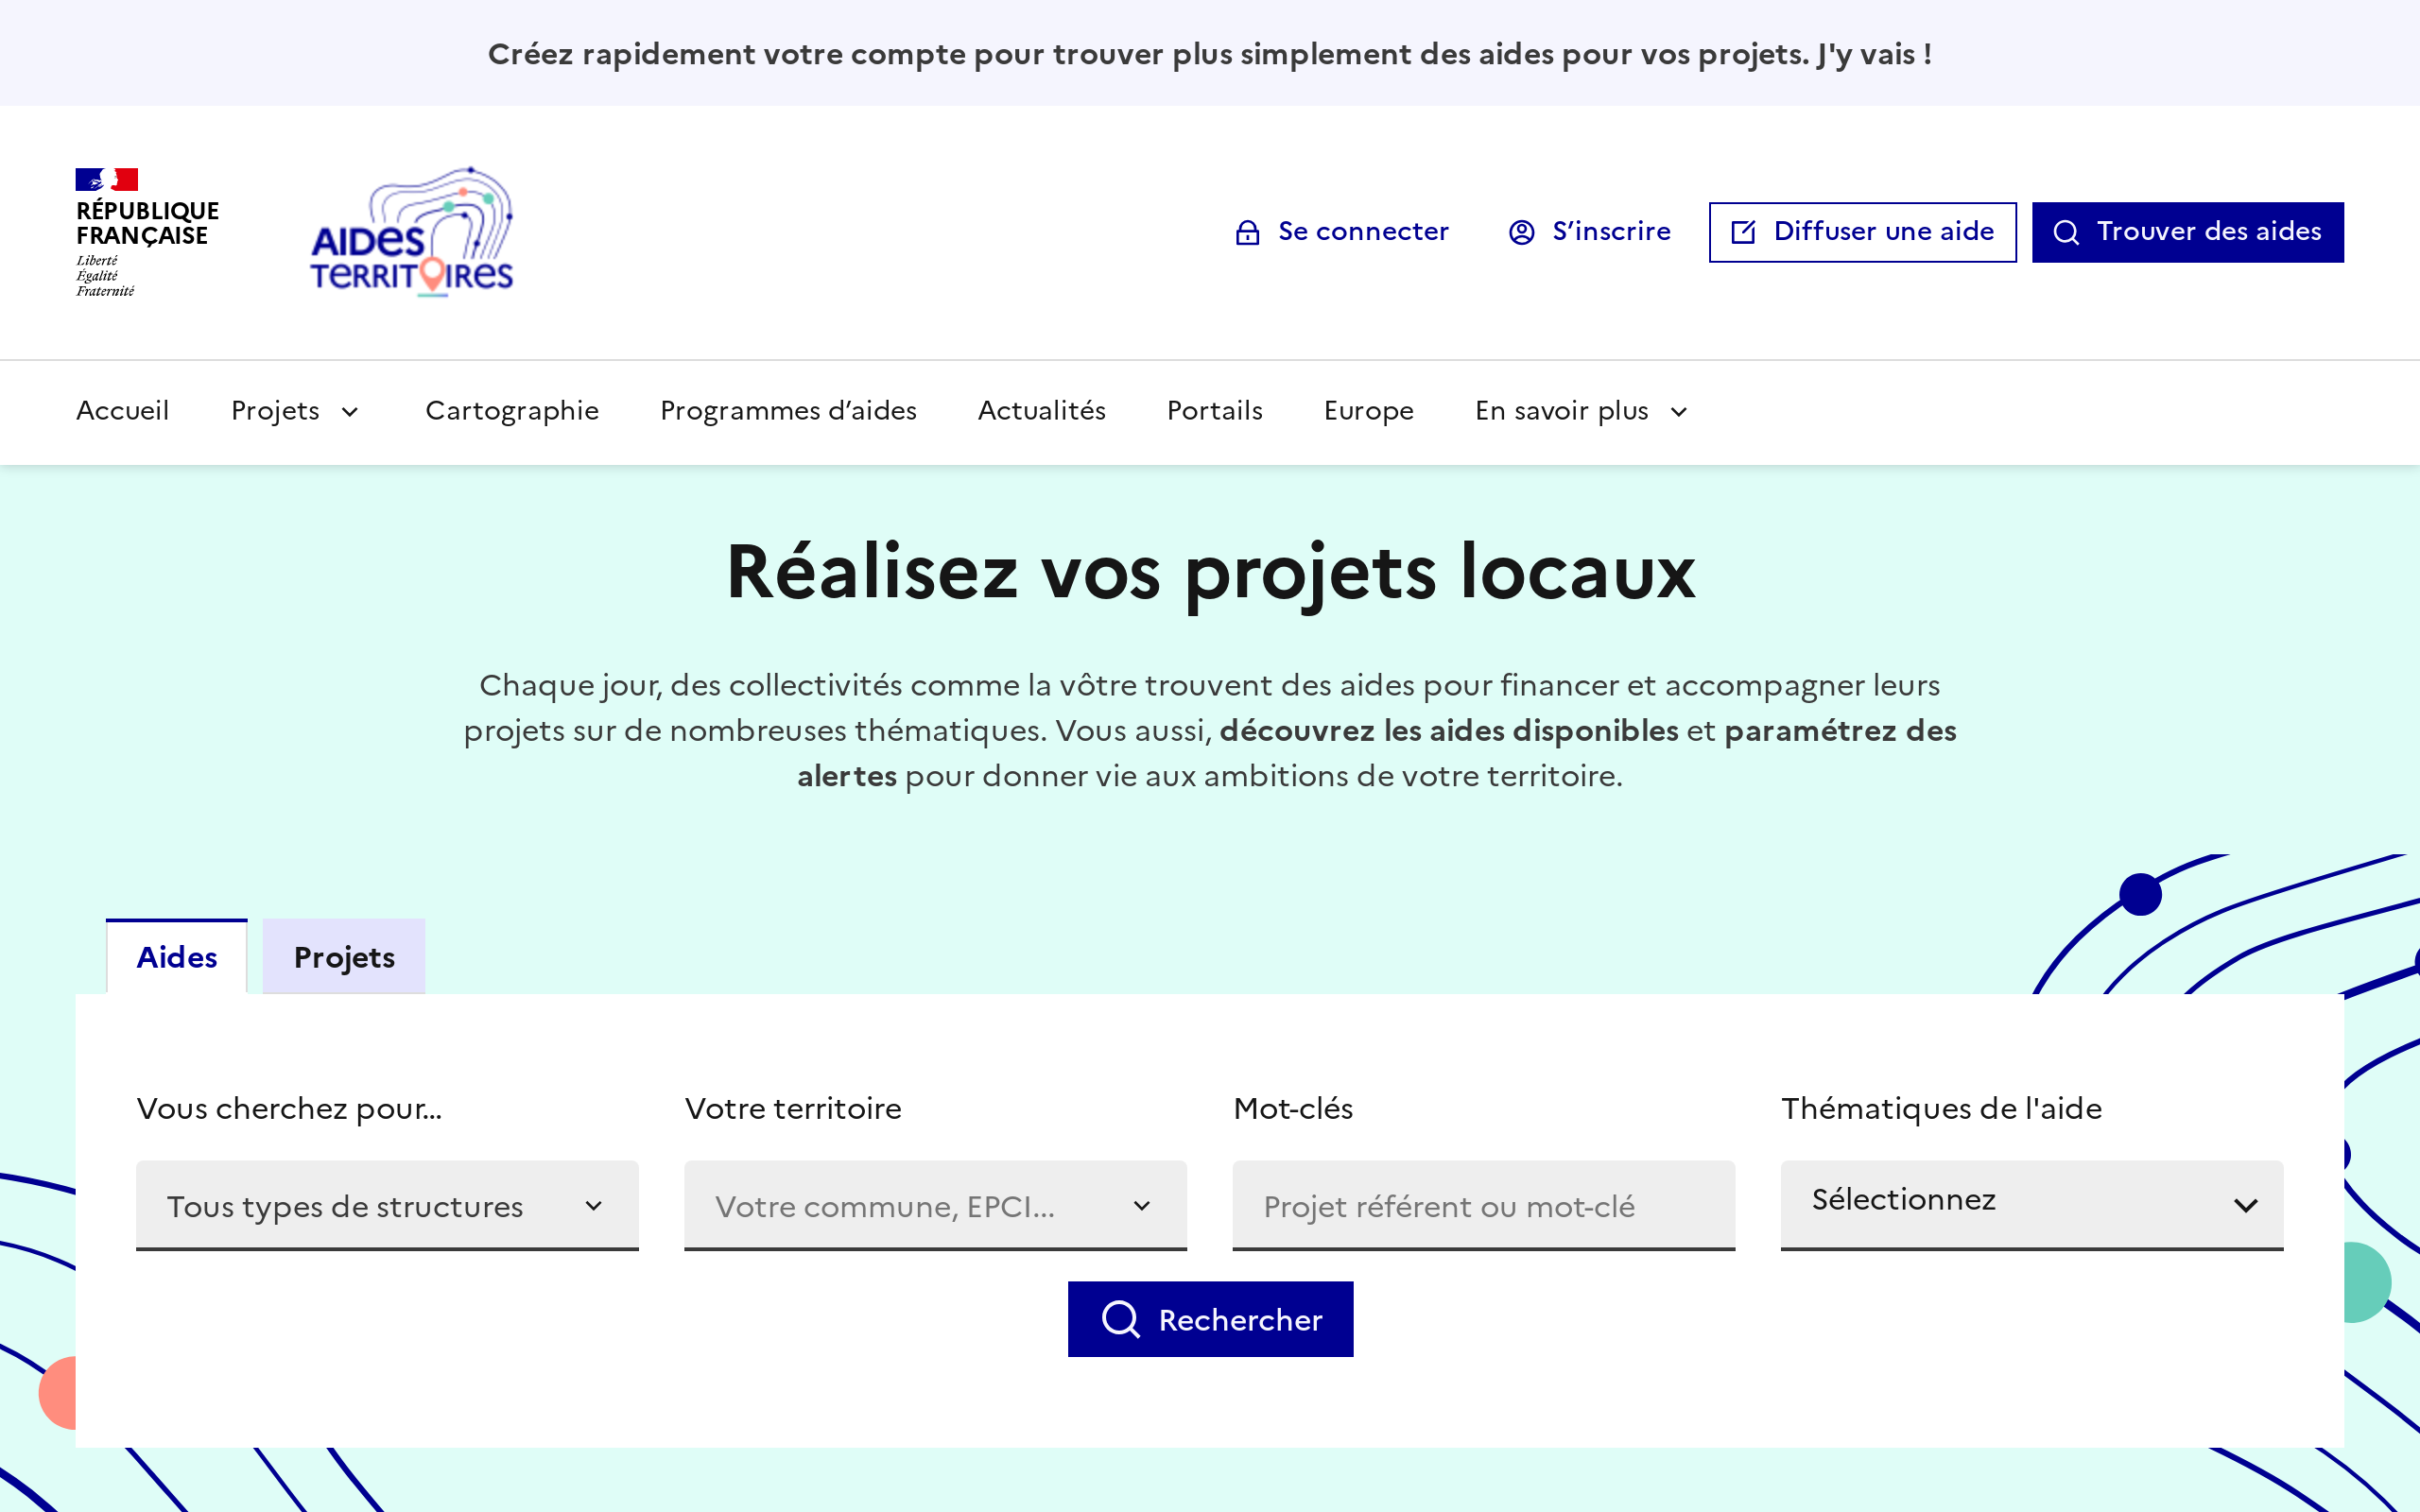 Créez rapidement votre compte pour trouver plus simplement des aides pour vos projets. J'y vais !
RÉPUBLIQUE
FRANÇAISE
Liberté
Égalité
Fraternité
AIDES
TERRITOIRES
Se connecter
S’inscrire
Diffuser une aide
Trouver des aides
Accueil
Projets
Cartographie
Programmes d’aides
Actualités
Portails
Europe
En savoir plus
Réalisez vos projets locaux
Chaque jour, des collectivités comme la vôtre trouvent des aides pour financer et accompagner leurs
projets sur de nombreuses thématiques. Vous aussi, découvrez les aides disponibles et paramétrez des
alertes pour donner vie aux ambitions de votre territoire.
Aides
Projets
Vous cherchez pour...
Votre territoire
Mot-clés
Thématiques de l'aide
Tous types de structures
Votre commune, EPCI...
Projet référent ou mot-clé
Sélectionnez
Rechercher